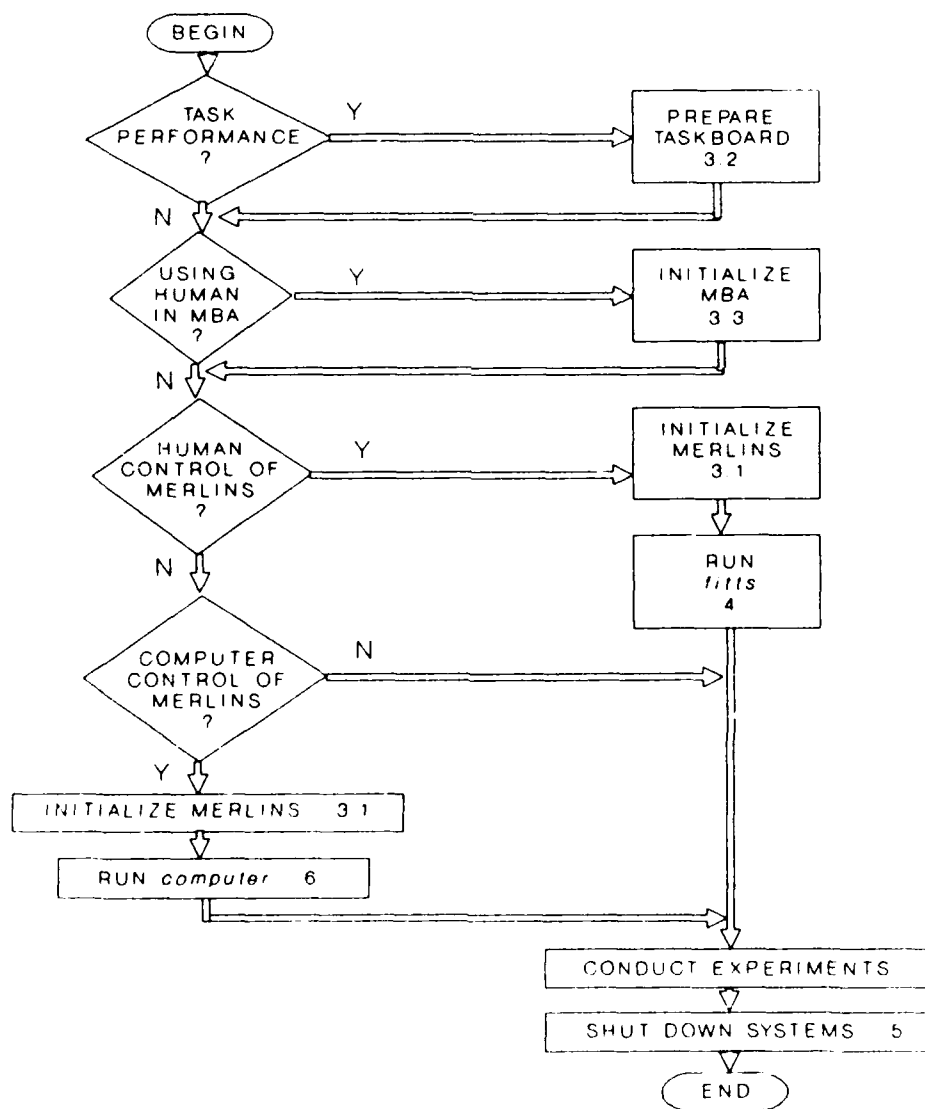 BEGIN
TASK
PERFORMANCE
?
Y
PREPARE
TASKBOARD
3.2
N
USING
HUMAN
IN MBA
?
Y
INITIALIZE
MBA
3 3
N
HUMAN
CONTROL OF
MERLINS
?
Y
INITIALIZE
MERLINS
3 1
RUN
fitts
4
N
COMPUTER
CONTROL OF
MERLINS
?
N
Y
INITIALIZE MERLINS 3 1
RUN computer 6
CONDUCT EXPERIMENTS
SHUT DOWN SYSTEMS 5
END